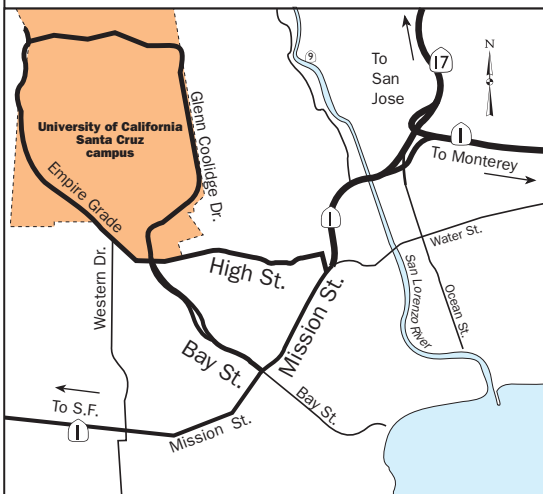 9
To
San
Jose
17
N
1
To Monterey
University of California
Santa Cruz
campus
Glenn Coolidge Dr.
Empire Grade
1
Water St.
High St.
Western Dr.
San Lorenzo
River
Ocean St.
Mission St.
Bay St.
Bay St.
To S.F.
1
Mission St.